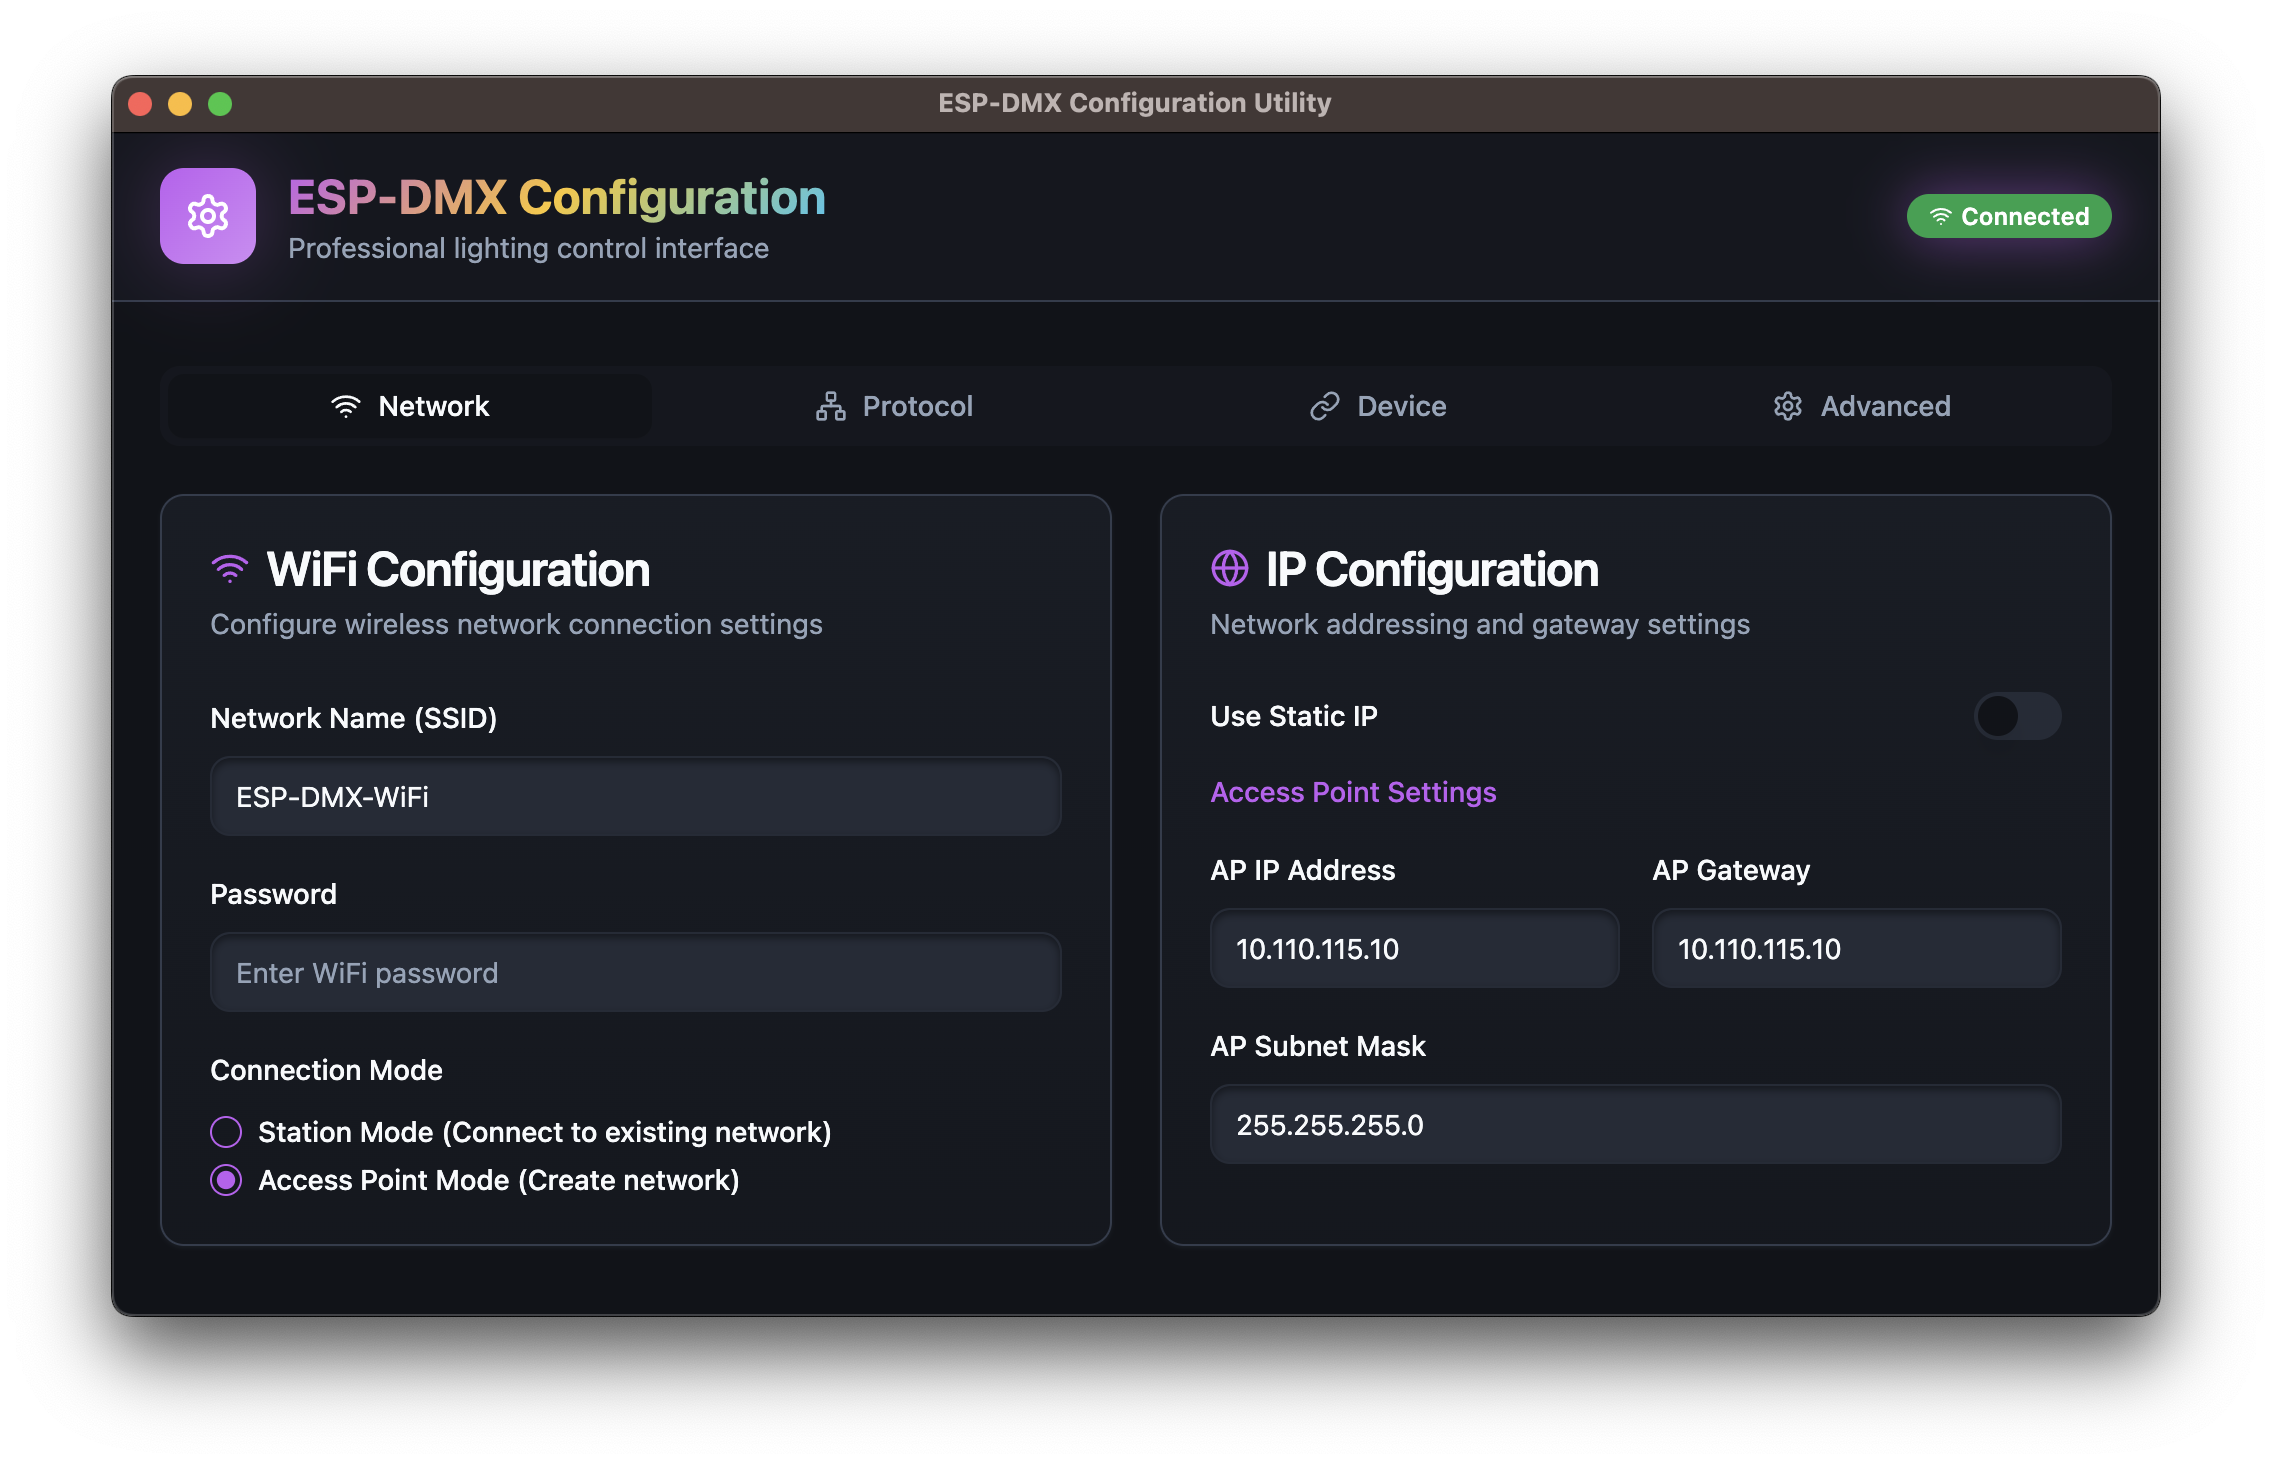 ESP-DMX Configuration Utility
ESP-DMX Configuration
Professional lighting control interface
Connected
Network
Protocol
Device
Advanced
WiFi Configuration
Configure wireless network connection settings
Network Name (SSID)
ESP-DMX-WiFi
Password
Enter WiFi password
Connection Mode
Station Mode (Connect to existing network)
Access Point Mode (Create network)
IP Configuration
Network addressing and gateway settings
Use Static IP
Access Point Settings
AP IP Address
10.110.115.10
AP Gateway
10.110.115.10
AP Subnet Mask
255.255.255.0